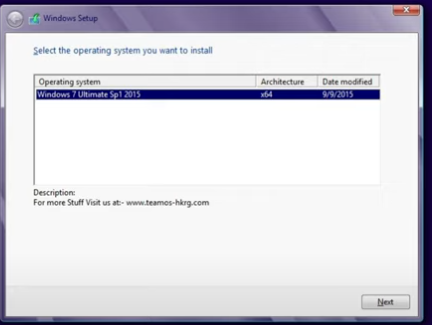 Windows Setup
Select the operating system you want to install
Operating system Architecture Date modified
Windows 7 Ultimate Sp1 2015 x64 9/9/2015
Description:
For more Stuff Visit us at:- www.teamos-hkrg.com
Next